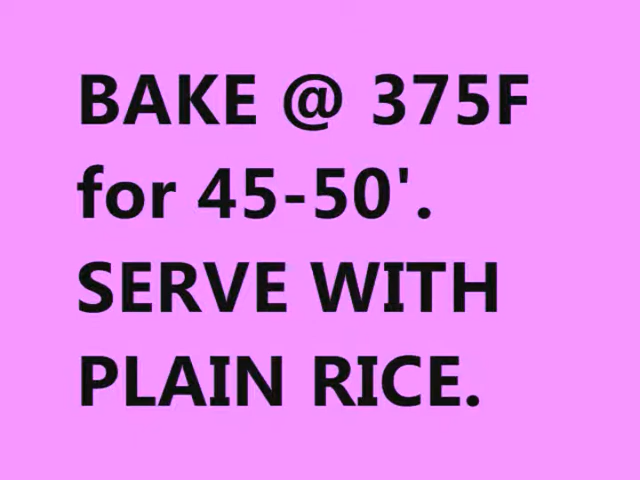 BAKE @ 375F
for 45-50'.
SERVE WITH
PLAIN RICE.